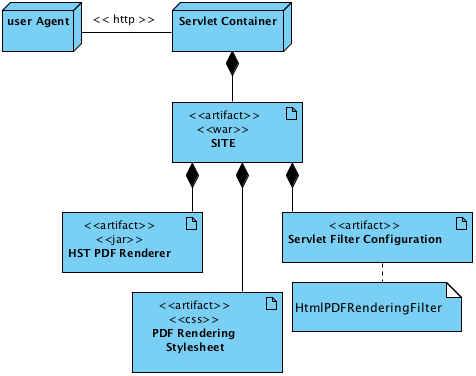 user Agent
<< http >>
Servlet Container
<<artifact>>
<<war>>
SITE
<<artifact>>
<<jar>>
HST PDF Renderer
<<artifact>>
Servlet Filter Configuration
<<artifact>>
<<css>>
PDF Rendering
Stylesheet
HtmlPDFRenderingFilter